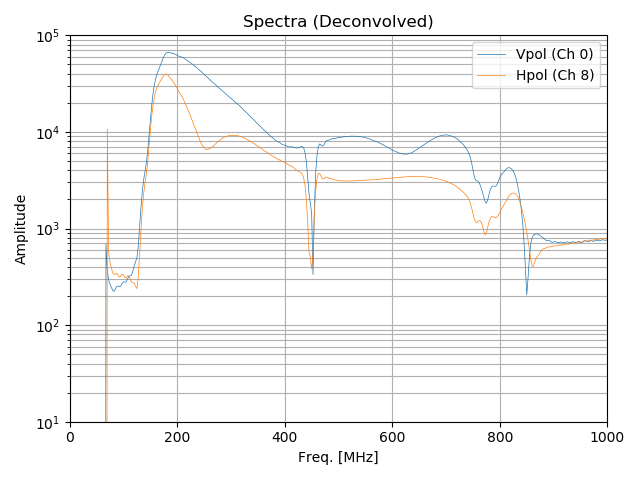 Spectra (Deconvolved)
Vpol (Ch 0)
Hpol (Ch 8)
Amplitude
10^5
10^4
10^3
10^2
10^1
0 200 400 600 800 1000
Freq. [MHz]